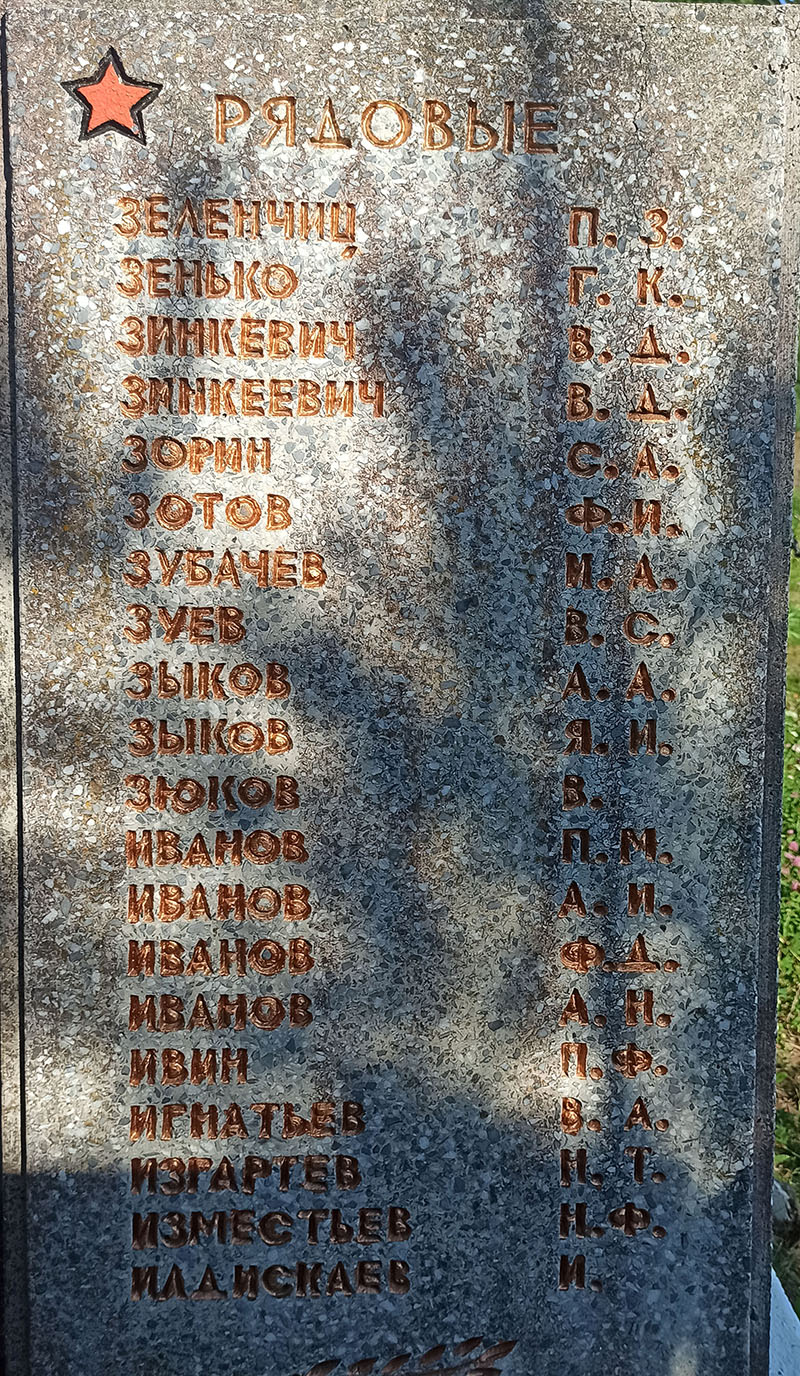 РЯДОВЫЕ
ЗЕЛЕНЧИЦ П. З.
ЗЕНЬКО Г. К.
ЗИНКЕВИЧ В. Д.
ЗИНКЕЕВИЧ В. Д.
ЗОРИН С. А.
ЗОТОВ Ф. И.
ЗУБАЧЕВ И. А.
ЗУЕВ В. С.
ЗЫКОВ А. А.
ЗЫКОВ Я. И.
ЗЮКОВ В.
ИВАНОВ П. М.
ИВАНОВ А. И.
ИВАНОВ Ф. Д.
ИВАНОВ А. Н.
ИВИН П. Ф.
ИГНАТЬЕВ В. А.
ИЗГАРТЕВ Н. Т.
ИЗМЕСТЬЕВ Н. Ф.
ИЛДИСКАЕВ И.